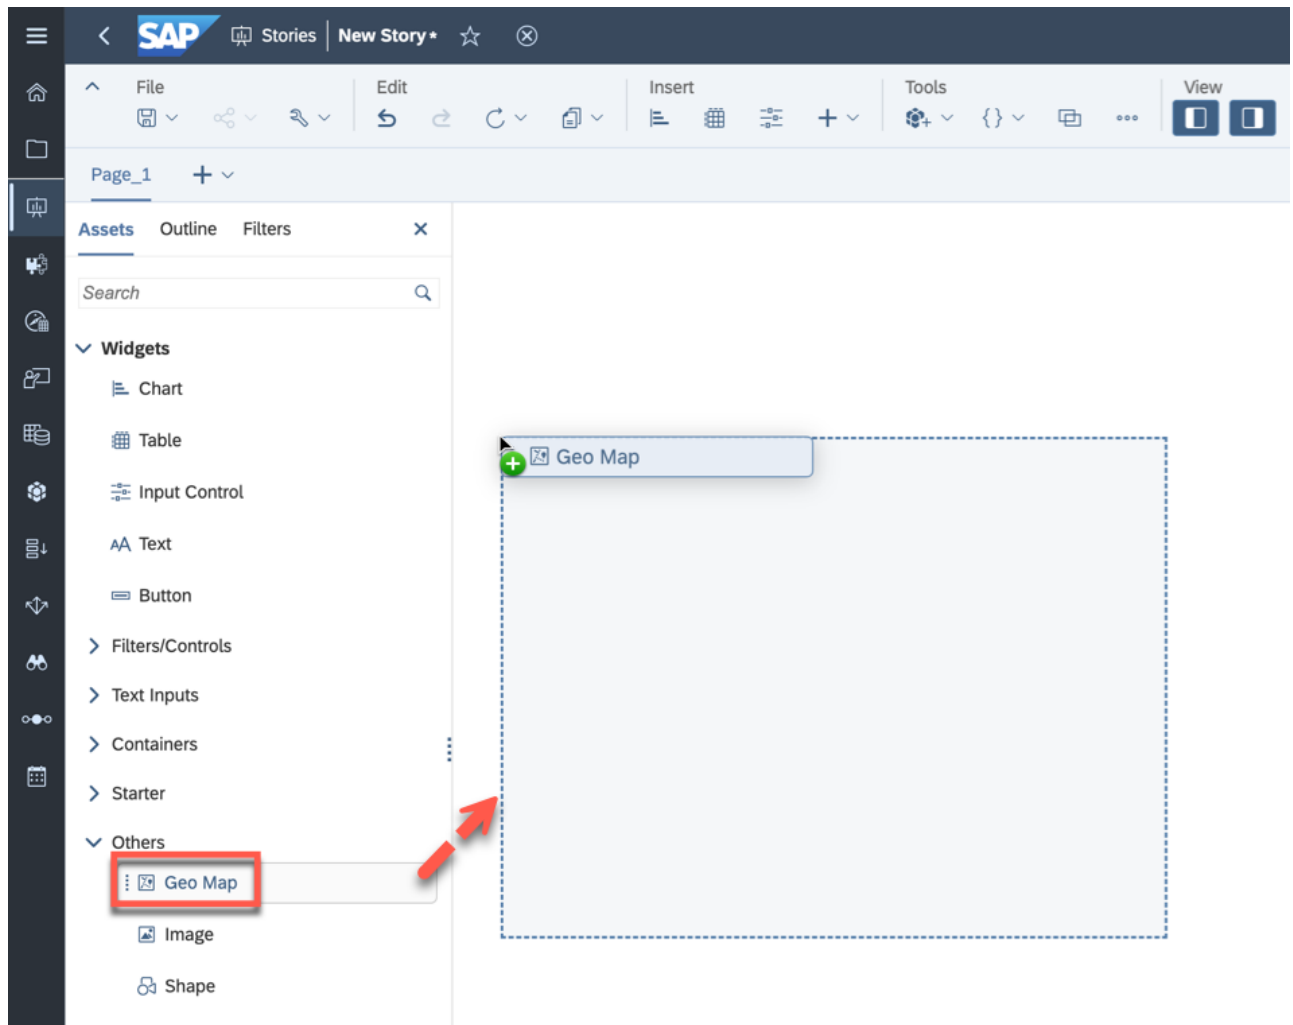 SAP Stories New Story*
File Edit Insert Tools View
Page_1
Assets Outline Filters
Search
Widgets
Chart
Table
Geo Map
Input Control
Text
Button
Filters/Controls
Text Inputs
Containers
Starter
Others
Geo Map
Image
Shape